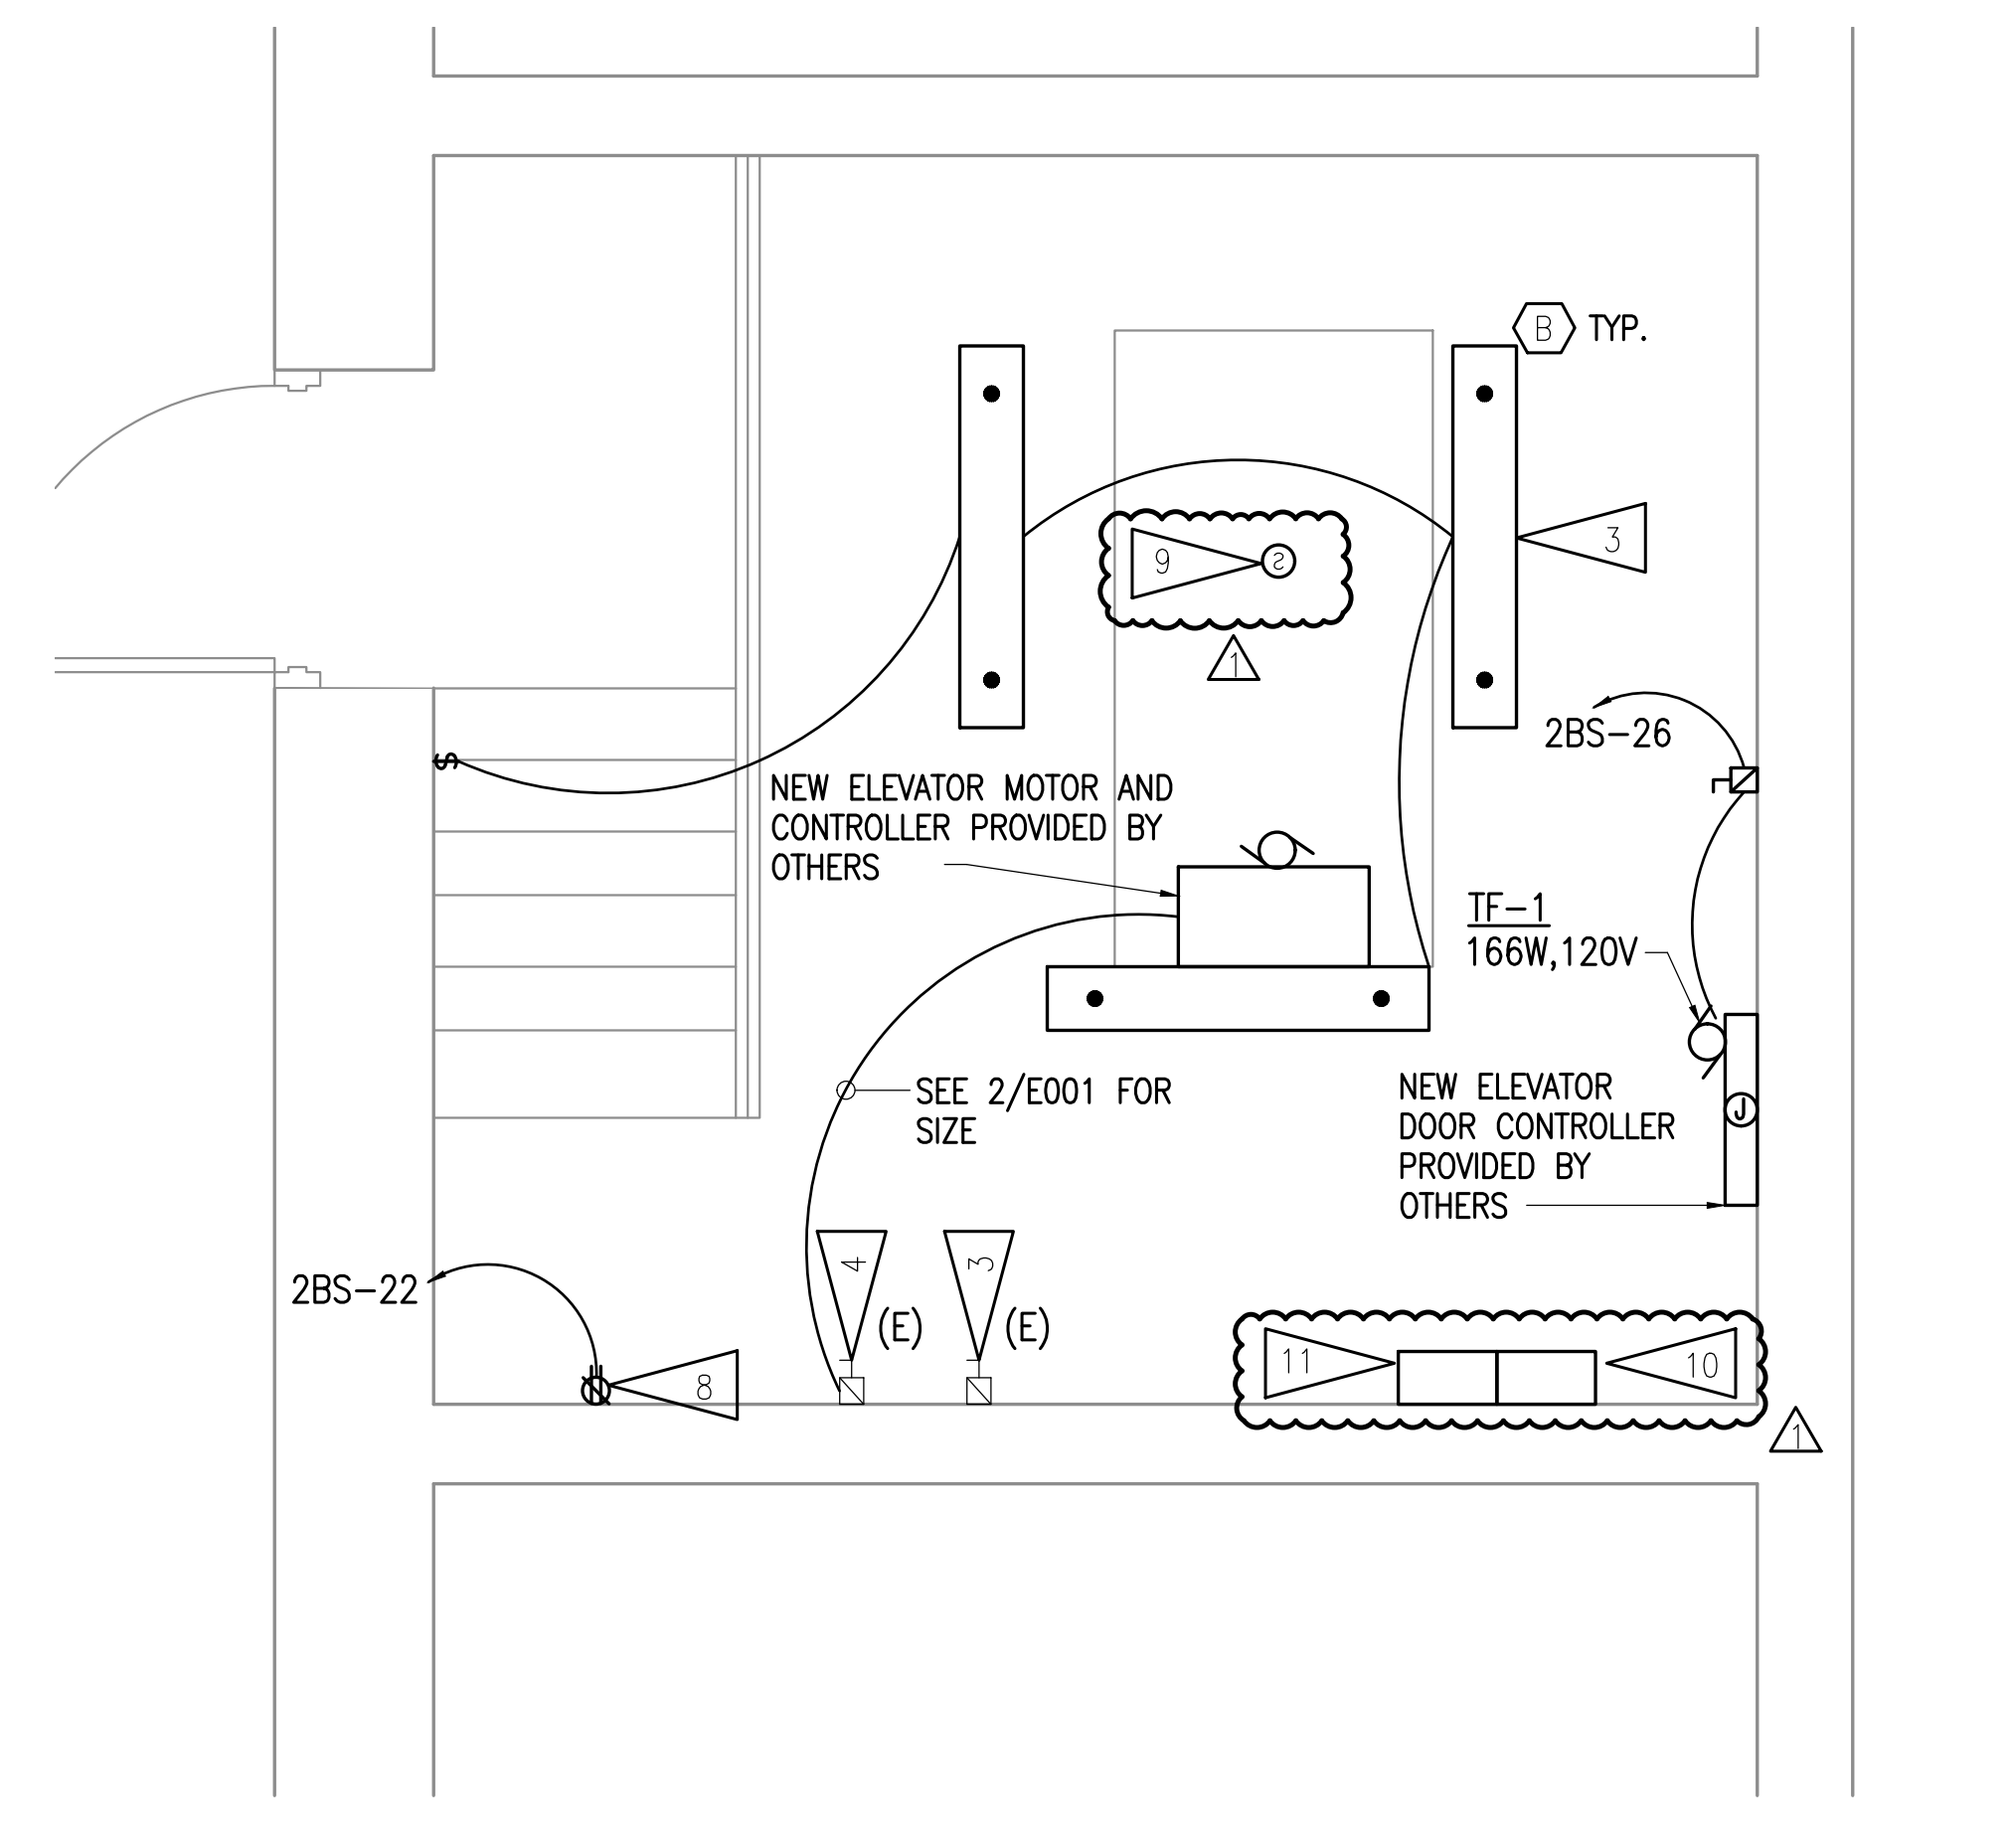 B TYP.
3
9 S
1
2BS-26
$
NEW ELEVATOR MOTOR AND
CONTROLLER PROVIDED BY
OTHERS
TF-1
166W,120V
SEE 2/E001 FOR
SIZE
NEW ELEVATOR
DOOR CONTROLLER
PROVIDED BY
OTHERS
J
4
(E)
3
(E)
2BS-22
8
11
10
1